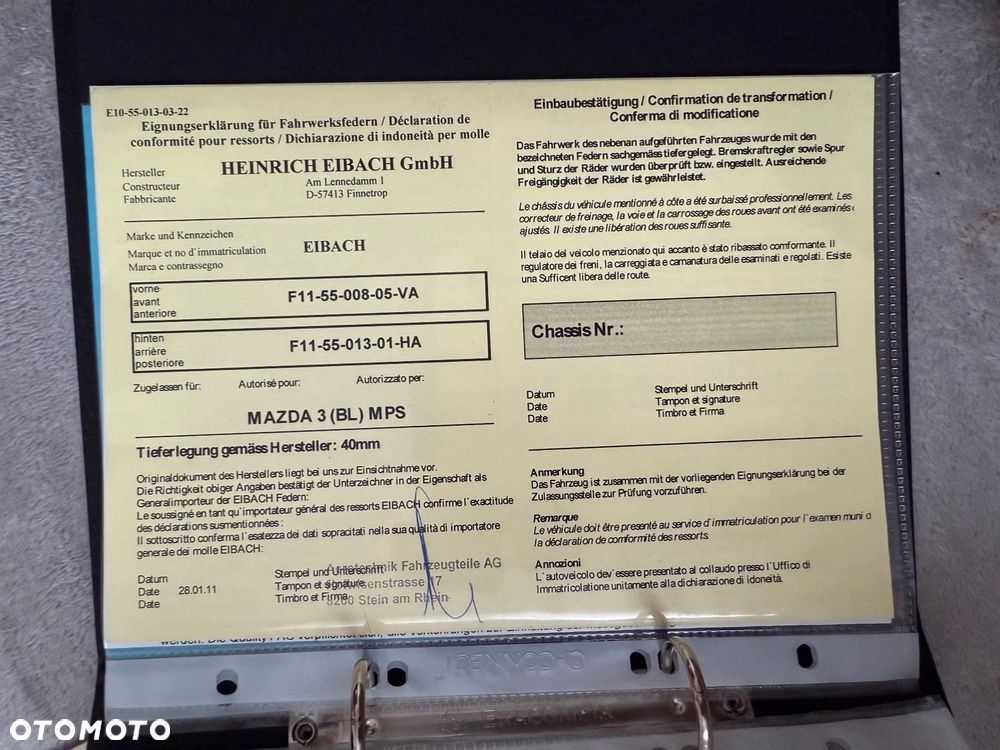 E10-55-013-03-22
Eignungserklärung für Fahrwerksfedern / Déclaration de
conformité pour ressorts / Dichiarazione di indoneità per molle
Hersteller
Constructeur
Fabbricante
HEINRICH EIBACH GmbH
Am Lennedamm 1
D-57413 Finnetrop
Marke und Kennzeichen
Marque et no d`immatriculation
Marca e contrassegno
EIBACH
vorne
avant
anteriore
F11-55-008-05-VA
hinten
arrière
posteriore
F11-55-013-01-HA
Zugelassen für: Autorisé pour: Autorizzato per:
MAZDA 3 (BL) MPS
Tieferlegung gemäss Hersteller: 40mm
Originaldokument des Herstellers liegt bei uns zur Einsichtnahme vor.
Die Richtigkeit obiger Angaben bestätigt der Unterzeichner in der Eigenschaft als
Generalimporteur der EIBACH Federn:
Le soussigné en tant qu`importateur général des ressorts EIBACH confirme l`exactitude
des déclarations susmentionées :
Il sottoscritto conferma l`esatezza dei dati sopracitati nella sua qualità di importatore
generale dei molle EIBACH:
Datum
Date
Date
28.01.11
Stempel und Unterschrift
Tampon et signature
Timbro et Firma
Fahrzeugteile AG
senstrasse 17
8260 Stein am Rhein
Einbaubestätigung / Confirmation de transformation /
Conferma di modificatione
Das Fahrwerk des nebenan aufgeführten Fahrzeuges wurde mit den
bezeichneten Federn sachgemäss tiefergelegt. Bremskraftregler sowie Spur
und Sturz der Räder wurden überprüft bzw. eingestellt. Ausreichende
Freigängigkeit der Räder ist gewährleistet.
Le châssis du véhicule mentionné à côte a été surbaissé professionnellement. Les
correcteur de freinage, la voie et la carrossage des roues avant ont été examinés
ajustés. Il existe une libération des roues suffisante.
Il telaio del veicolo menzionato qui accanto è stato ribassato comformante. Il
regulatore dei freni, la carreggiata e camanatura delle esaminati e regolati. Esiste
una Sufficent libera delle route.
Chassis Nr.:
Datum
Date
Date
Stempel und Unterschrift
Tampon et signature
Timbro et Firma
Anmerkung
Das Fahrzeug ist zusammen mit der vorliegenden Eignungserklärung bei der
Zulassungsstelle zur Prüfung vorzuführen.
Remarque
Le véhicule doit être presenté au service d`immatriculation pour l`examen muni d
la déclaration de comformité des ressorts.
Annozioni
L`autoveicolo dev`essere presentato al collaudo presso l`Uffico di
Immatricolatione unitamente alla dichiarazione di idoneità.
OTOMOTO